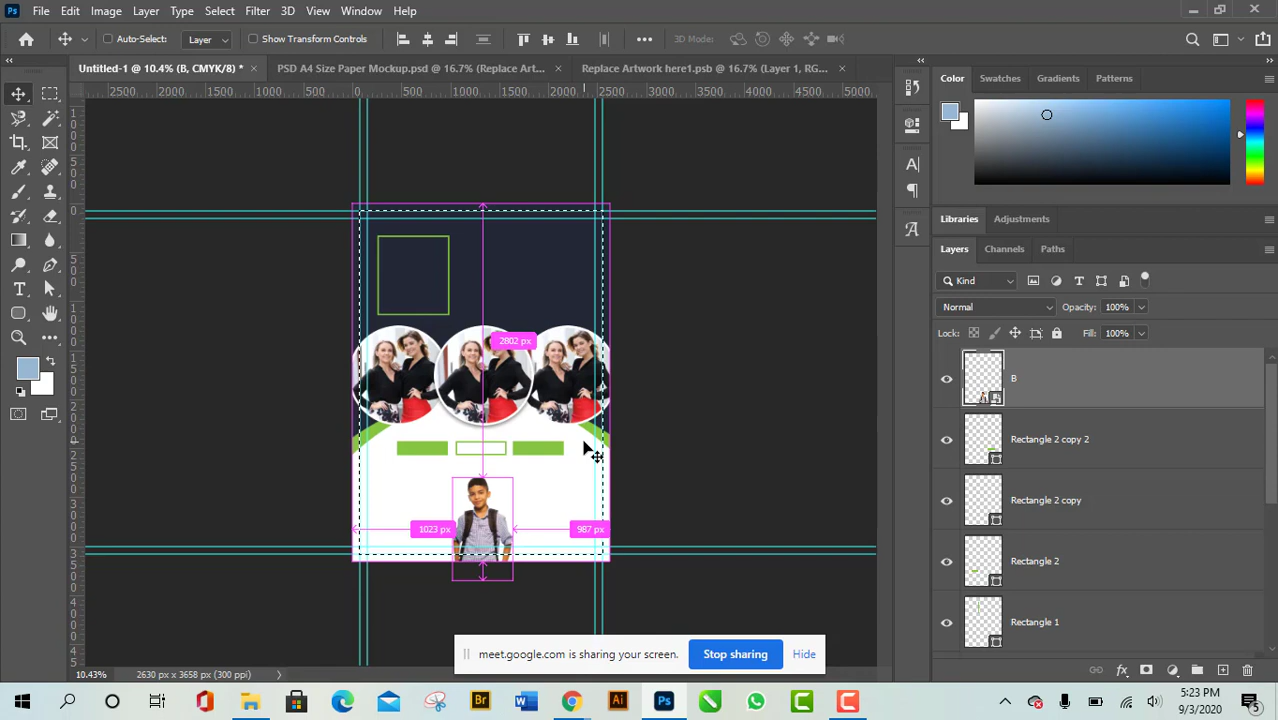 Ps File Edit Image Layer Type Select Filter 3D View Window Help
Auto-Select: Layer Show Transform Controls 3D Mode:
Untitled-1 @ 10.4% (B, CMYK/8) * PSD A4 Size Paper Mockup.psd @ 16.7% (Replace Art... Replace Artwork here1.psb @ 16.7% (Layer 1, RG...
2500 2000 1500 1000 500 0 500 1000 1500 2000 2500 3000 3500 4000 4500 5000
Color Swatches Gradients Patterns
Libraries Adjustments
Layers Channels Paths
Kind
Normal Opacity: 100%
Lock: Fill: 100%
B
Rectangle 2 copy 2
Rectangle 2 copy
Rectangle 2
Rectangle 1
2802 px
1023 px 987 px
meet.google.com is sharing your screen. Stop sharing Hide
10.43% 2630 px x 3658 px (300 ppi)
Br Ai Ps
3:23 PM
9/3/2020
5